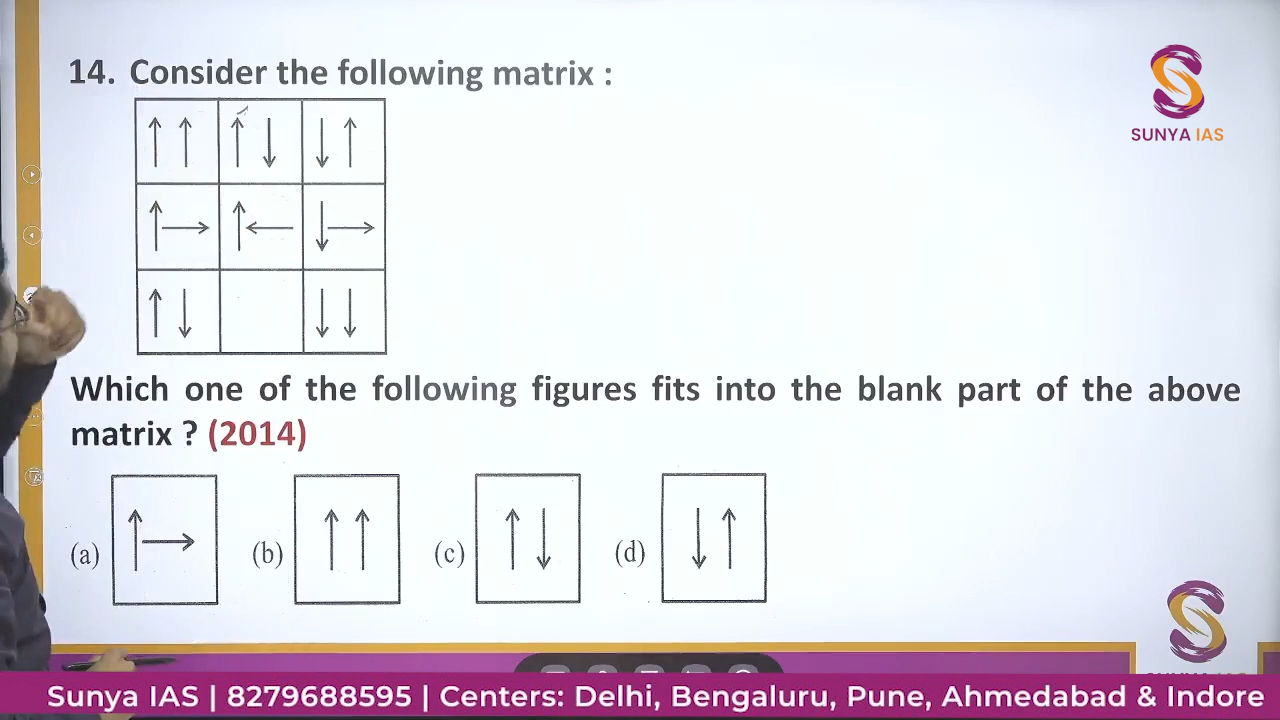 14. Consider the following matrix :
SUNYA IAS
Which one of the following figures fits into the blank part of the above
matrix ? (2014)
(a) (b) (c) (d)
Sunya IAS | 8279688595 | Centers: Delhi, Bengaluru, Pune, Ahmedabad & Indore